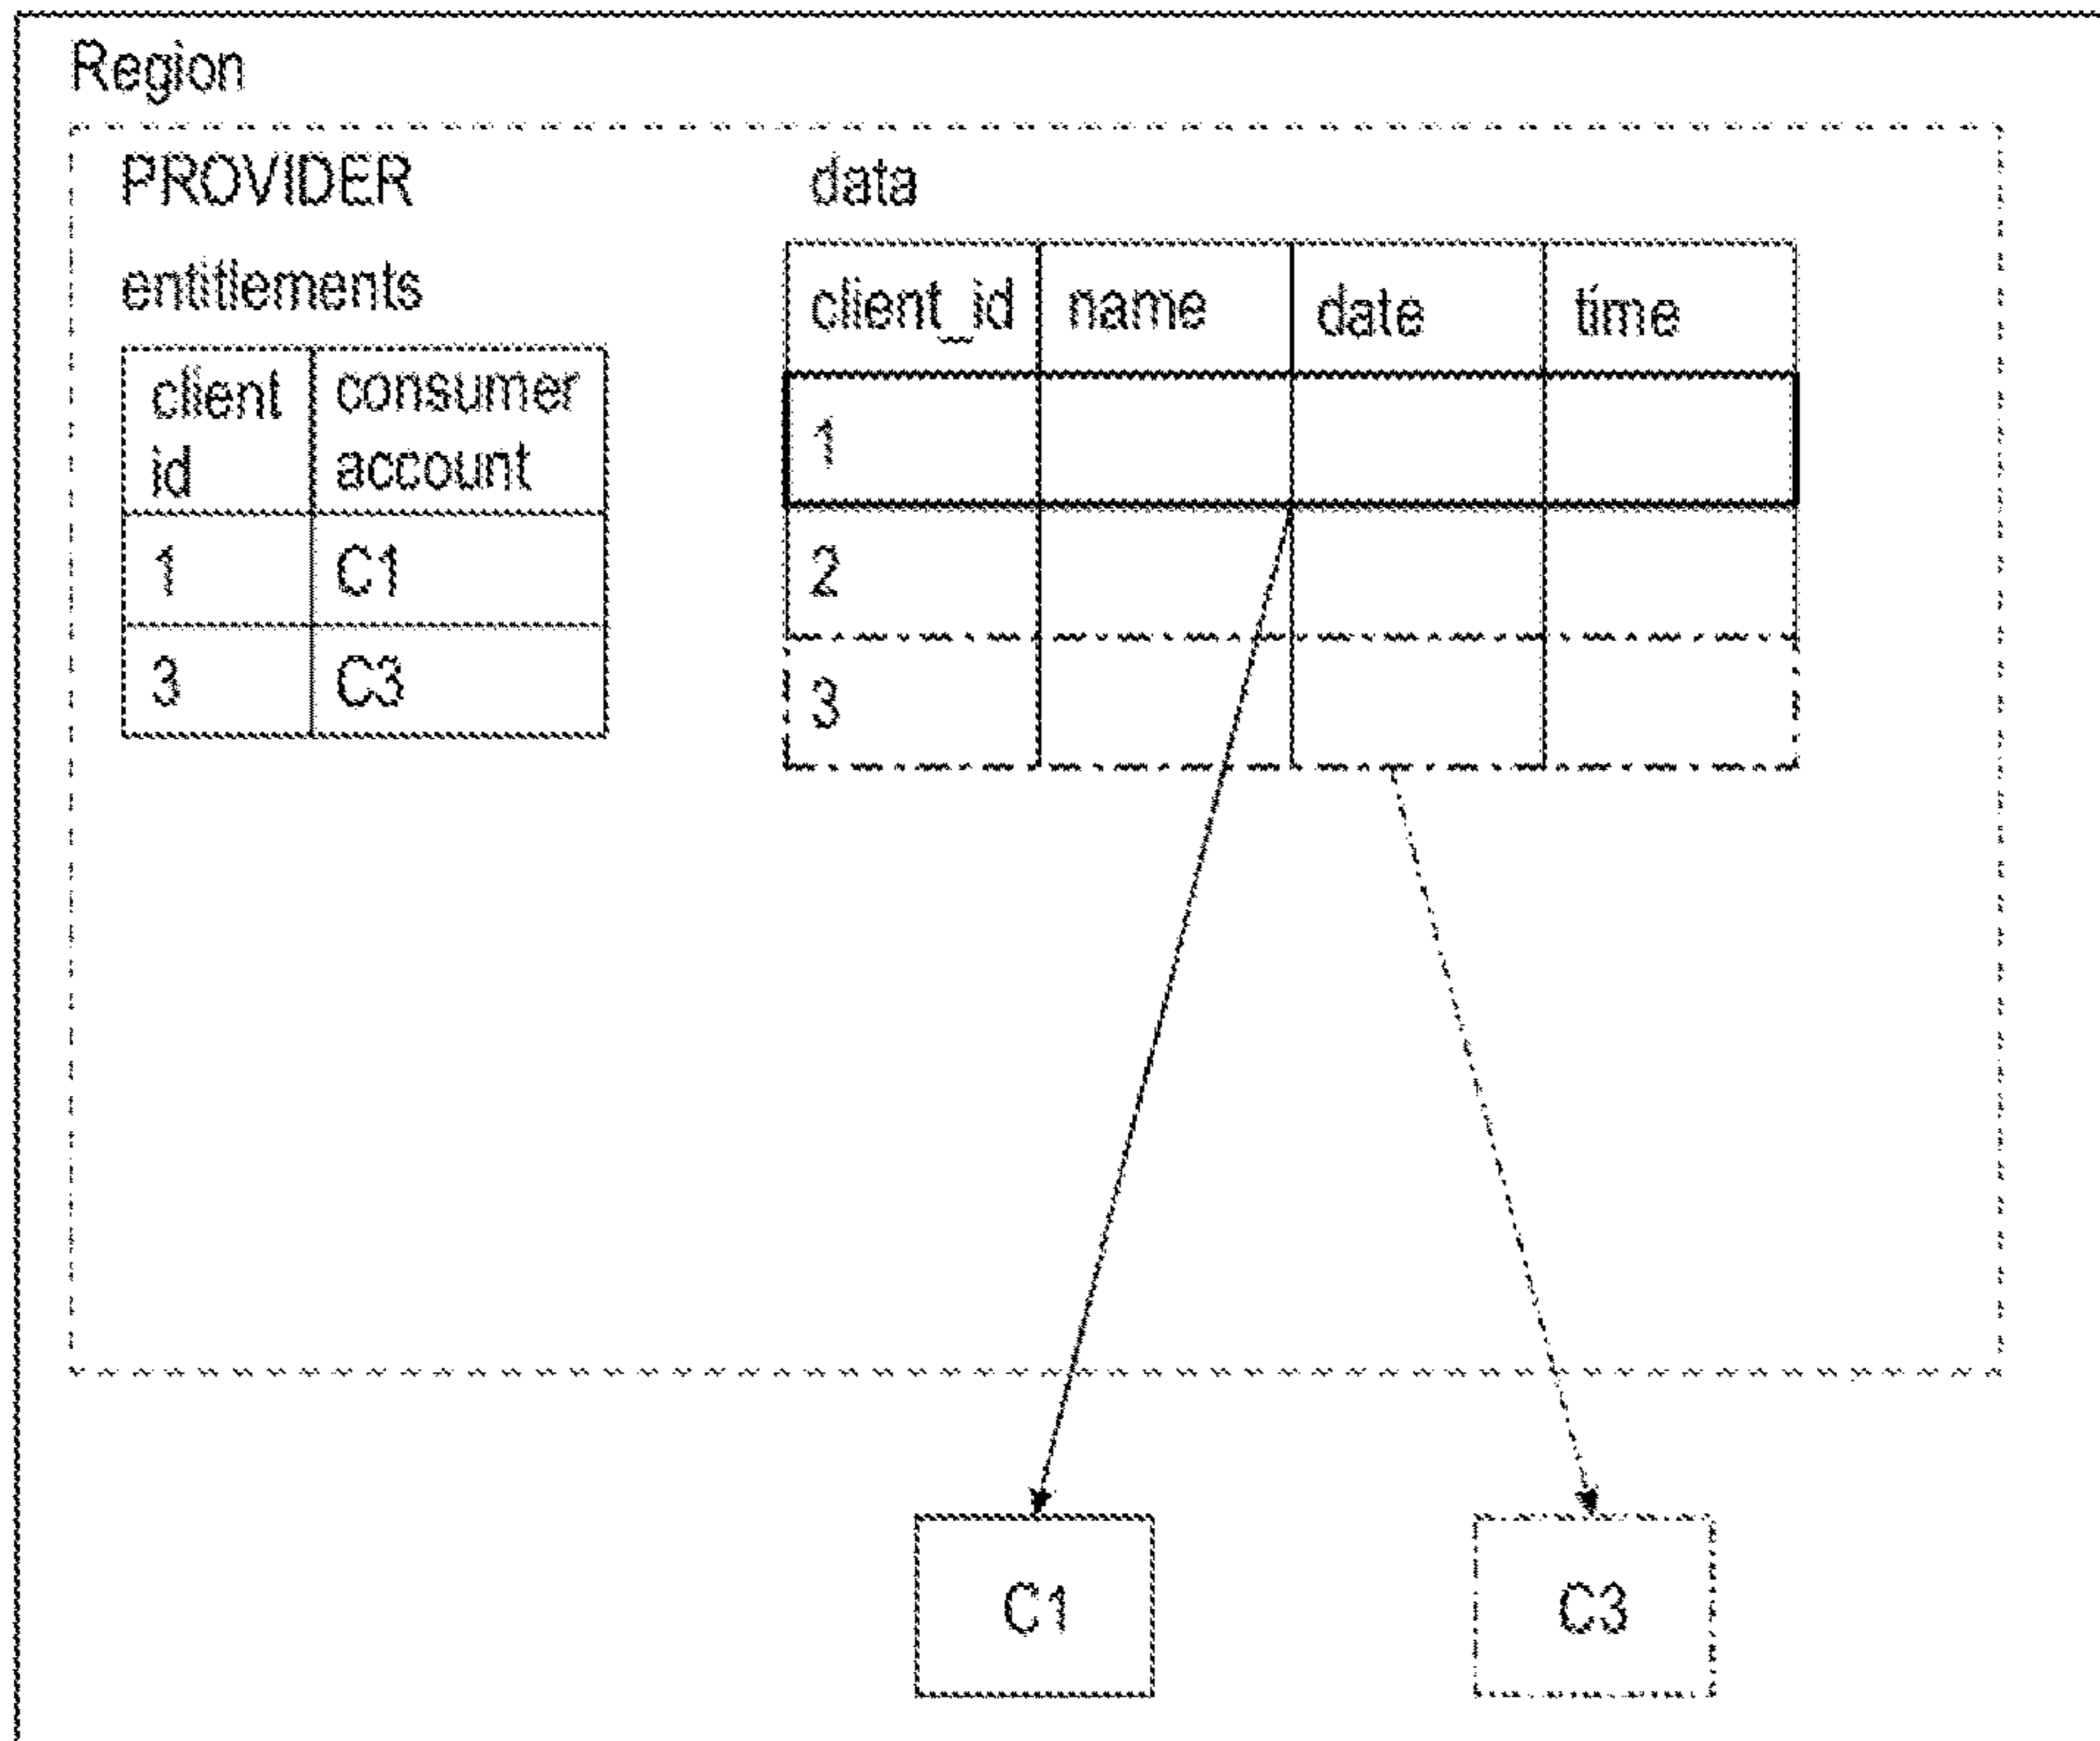 Region
PROVIDER
entitlements
client id consumer account
1 C1
3 C3
data
client_id name date time
1
2
3
C1 C3